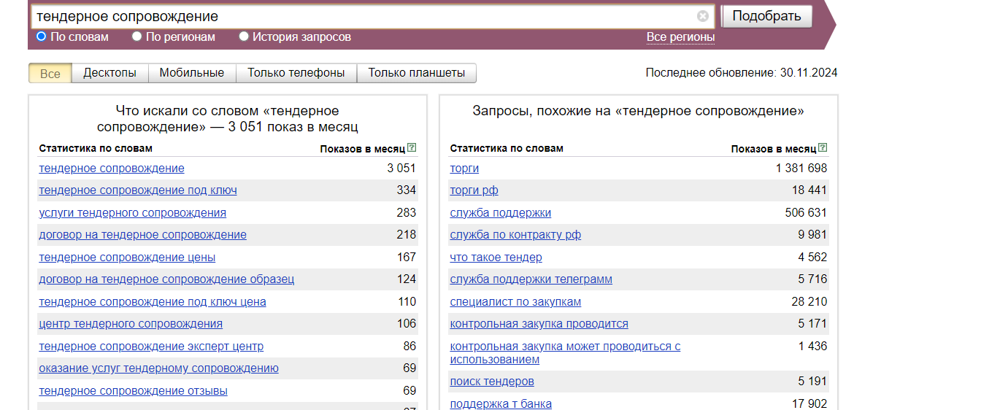 тендерное сопровождение
Подобрать
По словам
По регионам
История запросов
Все регионы
Все
Десктопы
Мобильные
Только телефоны
Только планшеты
Последнее обновление: 30.11.2024
Что искали со словом «тендерное
сопровождение» — 3 051 показ в месяц
Статистика по словам
Показов в месяц ?
тендерное сопровождение 3 051
тендерное сопровождение под ключ 334
услуги тендерного сопровождения 283
договор на тендерное сопровождение 218
тендерное сопровождение цены 167
договор на тендерное сопровождение образец 124
тендерное сопровождение под ключ цена 110
центр тендерного сопровождения 106
тендерное сопровождение эксперт центр 86
оказание услуг тендерному сопровождению 69
тендерное сопровождение отзывы 69
Запросы, похожие на «тендерное сопровождение»
Статистика по словам
Показов в месяц ?
торги 1 381 698
торги рф 18 441
служба поддержки 506 631
служба по контракту рф 9 981
что такое тендер 4 562
служба поддержки телеграмм 5 716
специалист по закупкам 28 210
контрольная закупка проводится 5 171
контрольная закупка может проводиться с 1 436
использованием
поиск тендеров 5 191
поддержка т банка 17 902